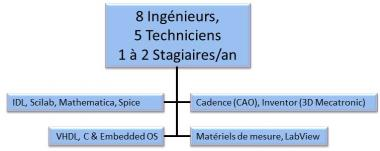 8 Ingénieurs,
5 Techniciens
1 à 2 Stagiaires/an
IDL, Scilab, Mathematica, Spice
Cadence (CAO), Inventor (3D Mecatronic)
VHDL, C & Embedded OS
Matériels de mesure, LabView